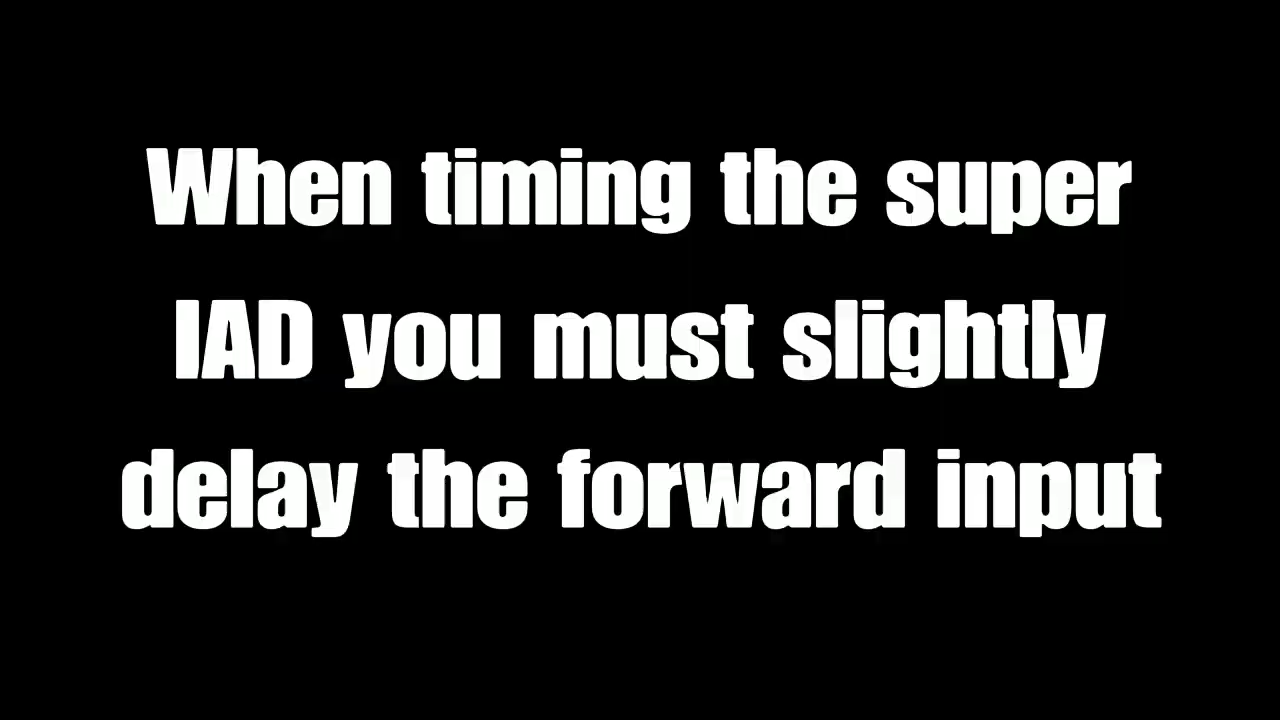 When timing the super
IAD you must slightly
delay the forward input